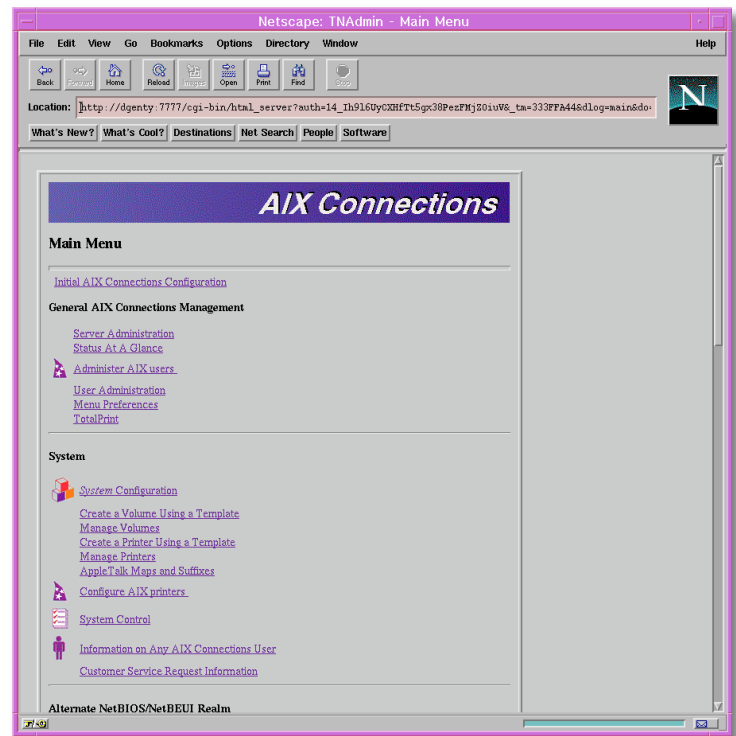 Netscape: TNAdmin - Main Menu
File Edit View Go Bookmarks Options Directory Window Help
Back Forward Home Reload Images Open Print Find Stop
Location: http://dgenty:7777/cgi-bin/html_server?auth=14_Ih9l6UyCXHfTt5gx38PezFMjZ0iuV&_tm=333FFA44&dlog=main&do
N
What's New? What's Cool? Destinations Net Search People Software
AIX Connections
Main Menu
Initial AIX Connections Configuration
General AIX Connections Management
Server Administration
Status At A Glance
Administer AIX users
User Administration
Menu Preferences
TotalPrint
System
System Configuration
Create a Volume Using a Template
Manage Volumes
Create a Printer Using a Template
Manage Printers
AppleTalk Maps and Suffixes
Configure AIX printers
System Control
Information on Any AIX Connections User
Customer Service Request Information
Alternate NetBIOS/NetBEUI Realm